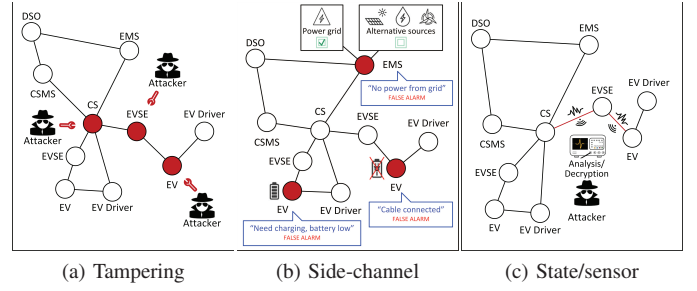 DSO
EMS
CSMS
Attacker
CS
EVSE
EV Driver
Attacker
EVSE
EV
EV
EV Driver
Attacker
(a) Tampering
Power grid
Alternative sources
DSO
EMS
"No power from grid"
FALSE ALARM
CS
CSMS
EVSE
EV Driver
EVSE
EV
EV
EV Driver
"Cable connected"
FALSE ALARM
"Need charging, battery low"
FALSE ALARM
(b) Side-channel
DSO
EMS
EVSE
EV Driver
CS
CSMS
EV
Analysis/
Decryption
EVSE
Attacker
EV
EV Driver
(c) State/sensor